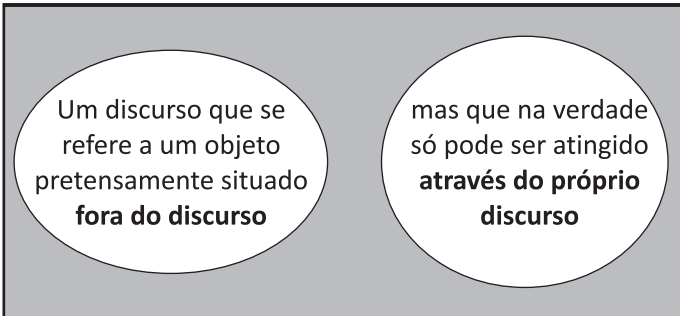 Um discurso que se
refere a um objeto
pretensamente situado
fora do discurso
mas que na verdade
só pode ser atingido
através do próprio
discurso